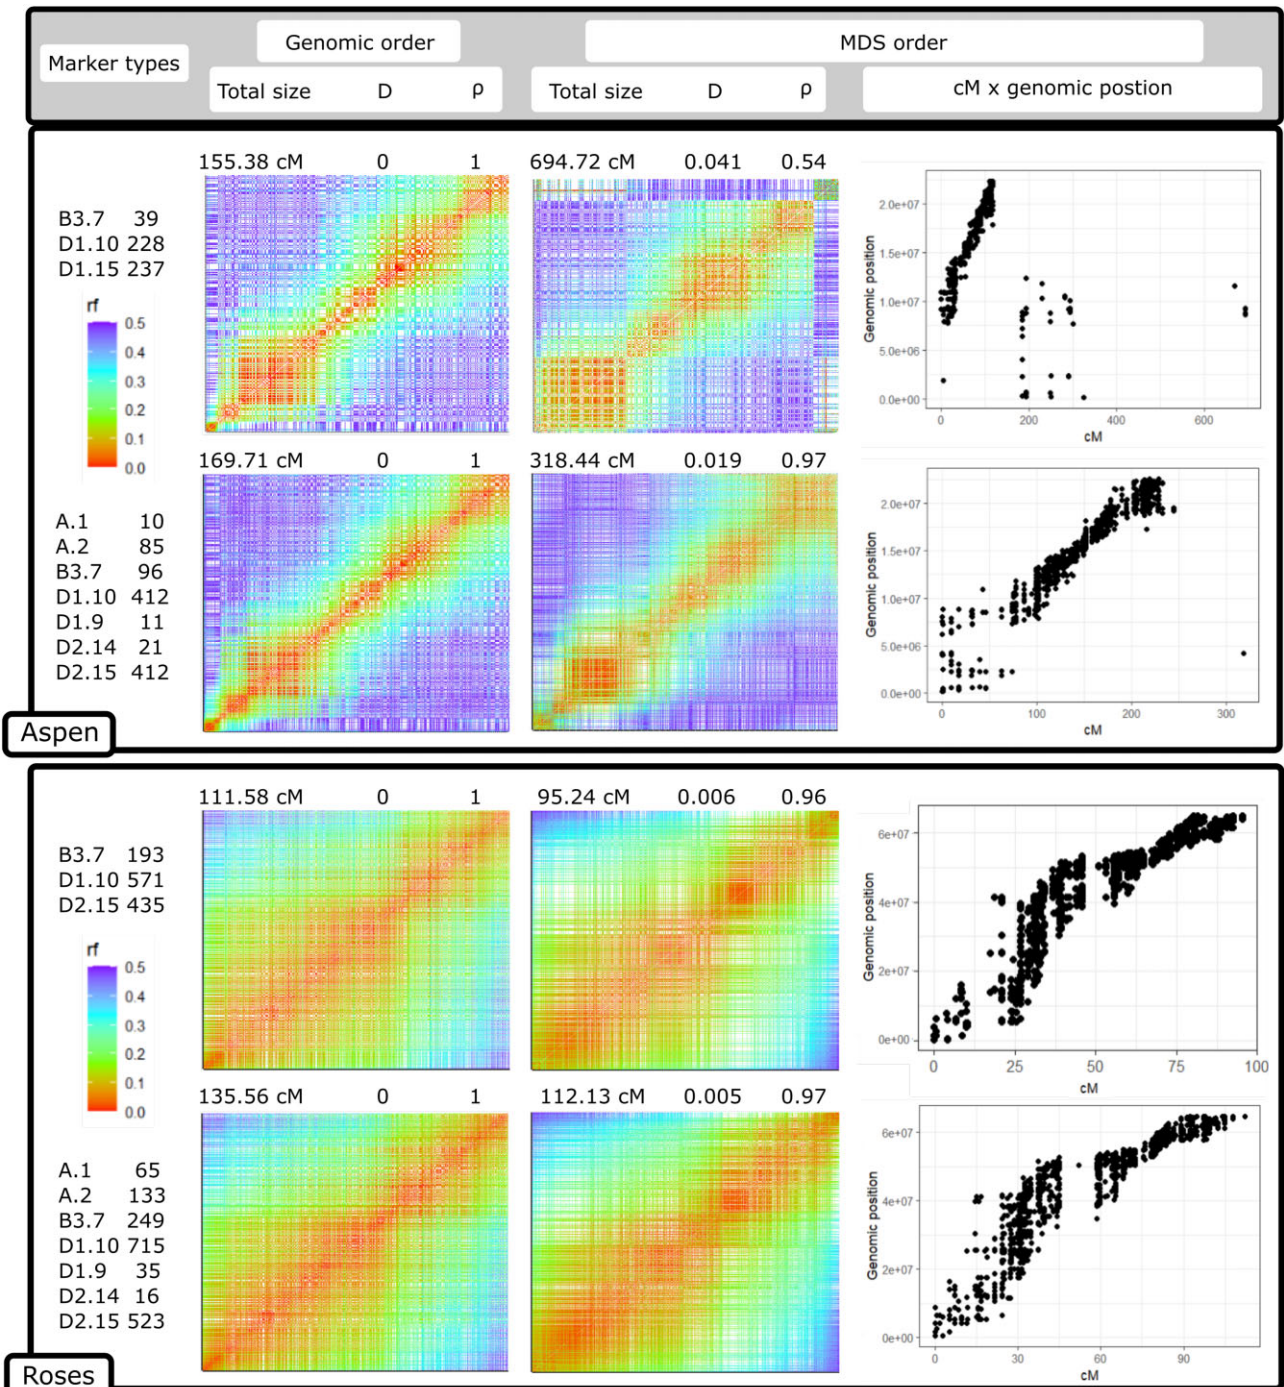 Marker types
Genomic order
MDS order
Total size D ρ
Total size D ρ
cM x genomic postion
155.38 cM 0 1
694.72 cM 0.041 0.54
B3.7 39
D1.10 228
D1.15 237
rf
0.5
0.4
0.3
0.2
0.1
0.0
Genomic position
2.0e+07
1.5e+07
1.0e+07
5.0e+06
0.0e+00
0 200 400 600
cM
169.71 cM 0 1
318.44 cM 0.019 0.97
A.1 10
A.2 85
B3.7 96
D1.10 412
D1.9 11
D2.14 21
D2.15 412
Genomic position
2.0e+07
1.5e+07
1.0e+07
5.0e+06
0.0e+00
0 100 200 300
cM
Aspen
111.58 cM 0 1
95.24 cM 0.006 0.96
B3.7 193
D1.10 571
D2.15 435
rf
0.5
0.4
0.3
0.2
0.1
0.0
Genomic position
6e+07
4e+07
2e+07
0e+00
0 25 50 75 100
cM
135.56 cM 0 1
112.13 cM 0.005 0.97
A.1 65
A.2 133
B3.7 249
D1.10 715
D1.9 35
D2.14 16
D2.15 523
Genomic position
6e+07
4e+07
2e+07
0e+00
0 30 60 90
cM
Roses